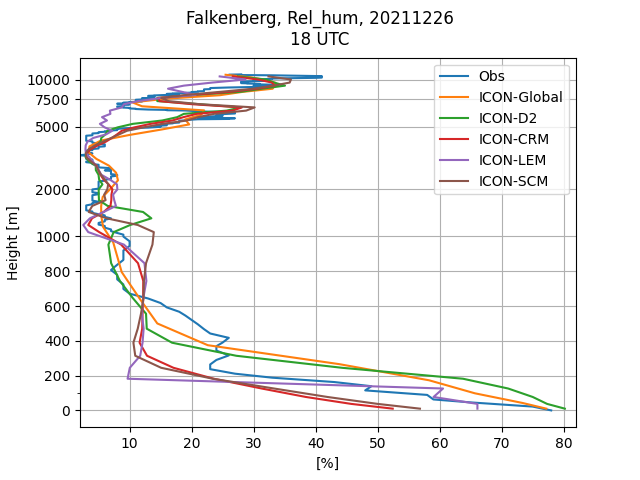 Falkenberg, Rel_hum, 20211226
18 UTC
Obs
ICON-Global
ICON-D2
ICON-CRM
ICON-LEM
ICON-SCM
Height [m]
10000
7500
5000
2000
1000
800
600
400
200
0
10 20 30 40 50 60 70 80
[%]